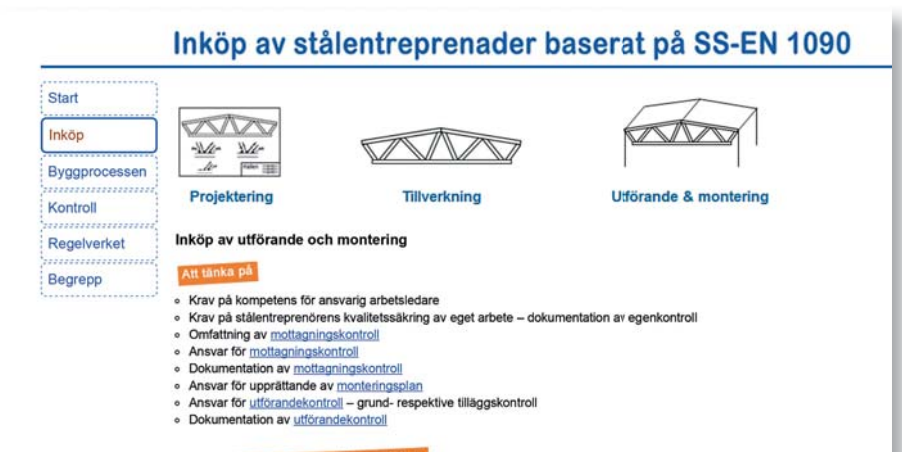 Inköp av stålentreprenader baserat på SS-EN 1090
Start
Inköp
Byggprocessen
Kontroll
Regelverket
Begrepp
Projektering
Tillverkning
Utförande & montering
Inköp av utförande och montering
Att tänka på
Krav på kompetens för ansvarig arbetsledare
Krav på stålentreprenörens kvalitetssäkring av eget arbete – dokumentation av egenkontroll
Omfattning av mottagningskontroll
Ansvar för mottagningskontroll
Dokumentation av mottagningskontroll
Ansvar för upprättande av monteringsplan
Ansvar för utförandekontroll – grund- respektive tilläggskontroll
Dokumentation av utförandekontroll